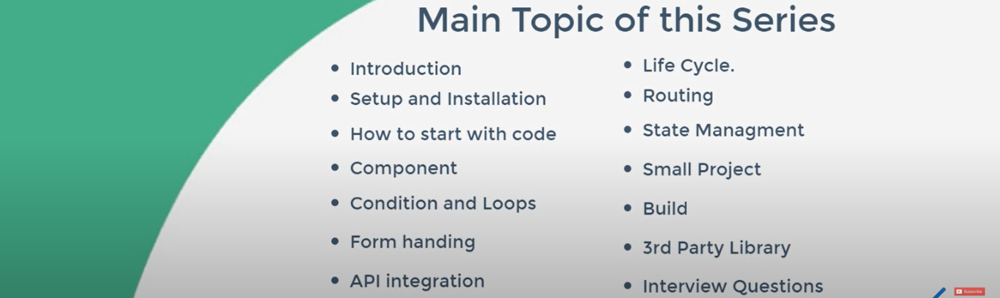 Main Topic of this Series
• Introduction
• Setup and Installation
• How to start with code
• Component
• Condition and Loops
• Form handing
• API integration
• Life Cycle.
• Routing
• State Managment
• Small Project
• Build
• 3rd Party Library
• Interview Questions
Subscribe